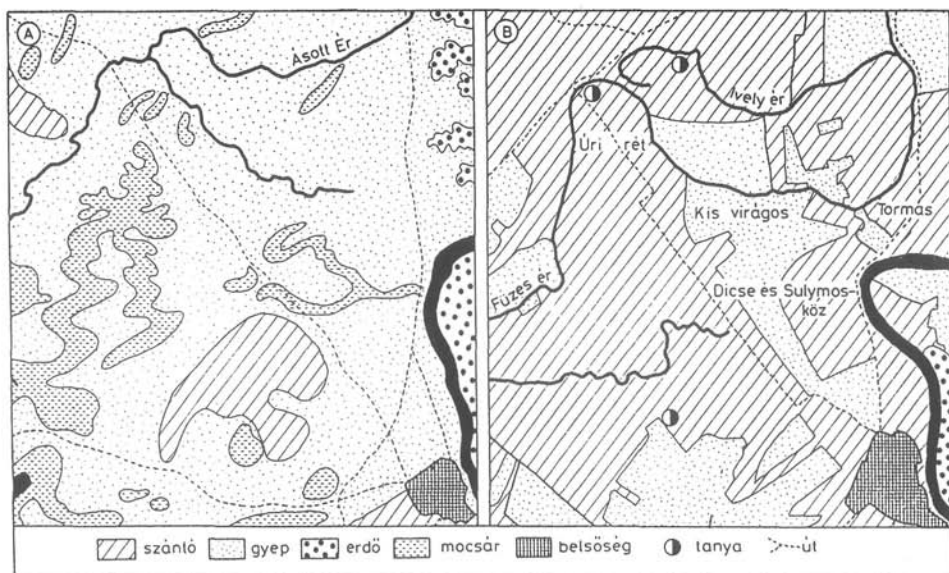 A
Ásott Ér
B
Ively ér
Úri rét
Kis virágos
Tormás
Füzes ér
Dicse és Sulymos-
köz
szántó gyep erdő mocsár belsőség tanya út